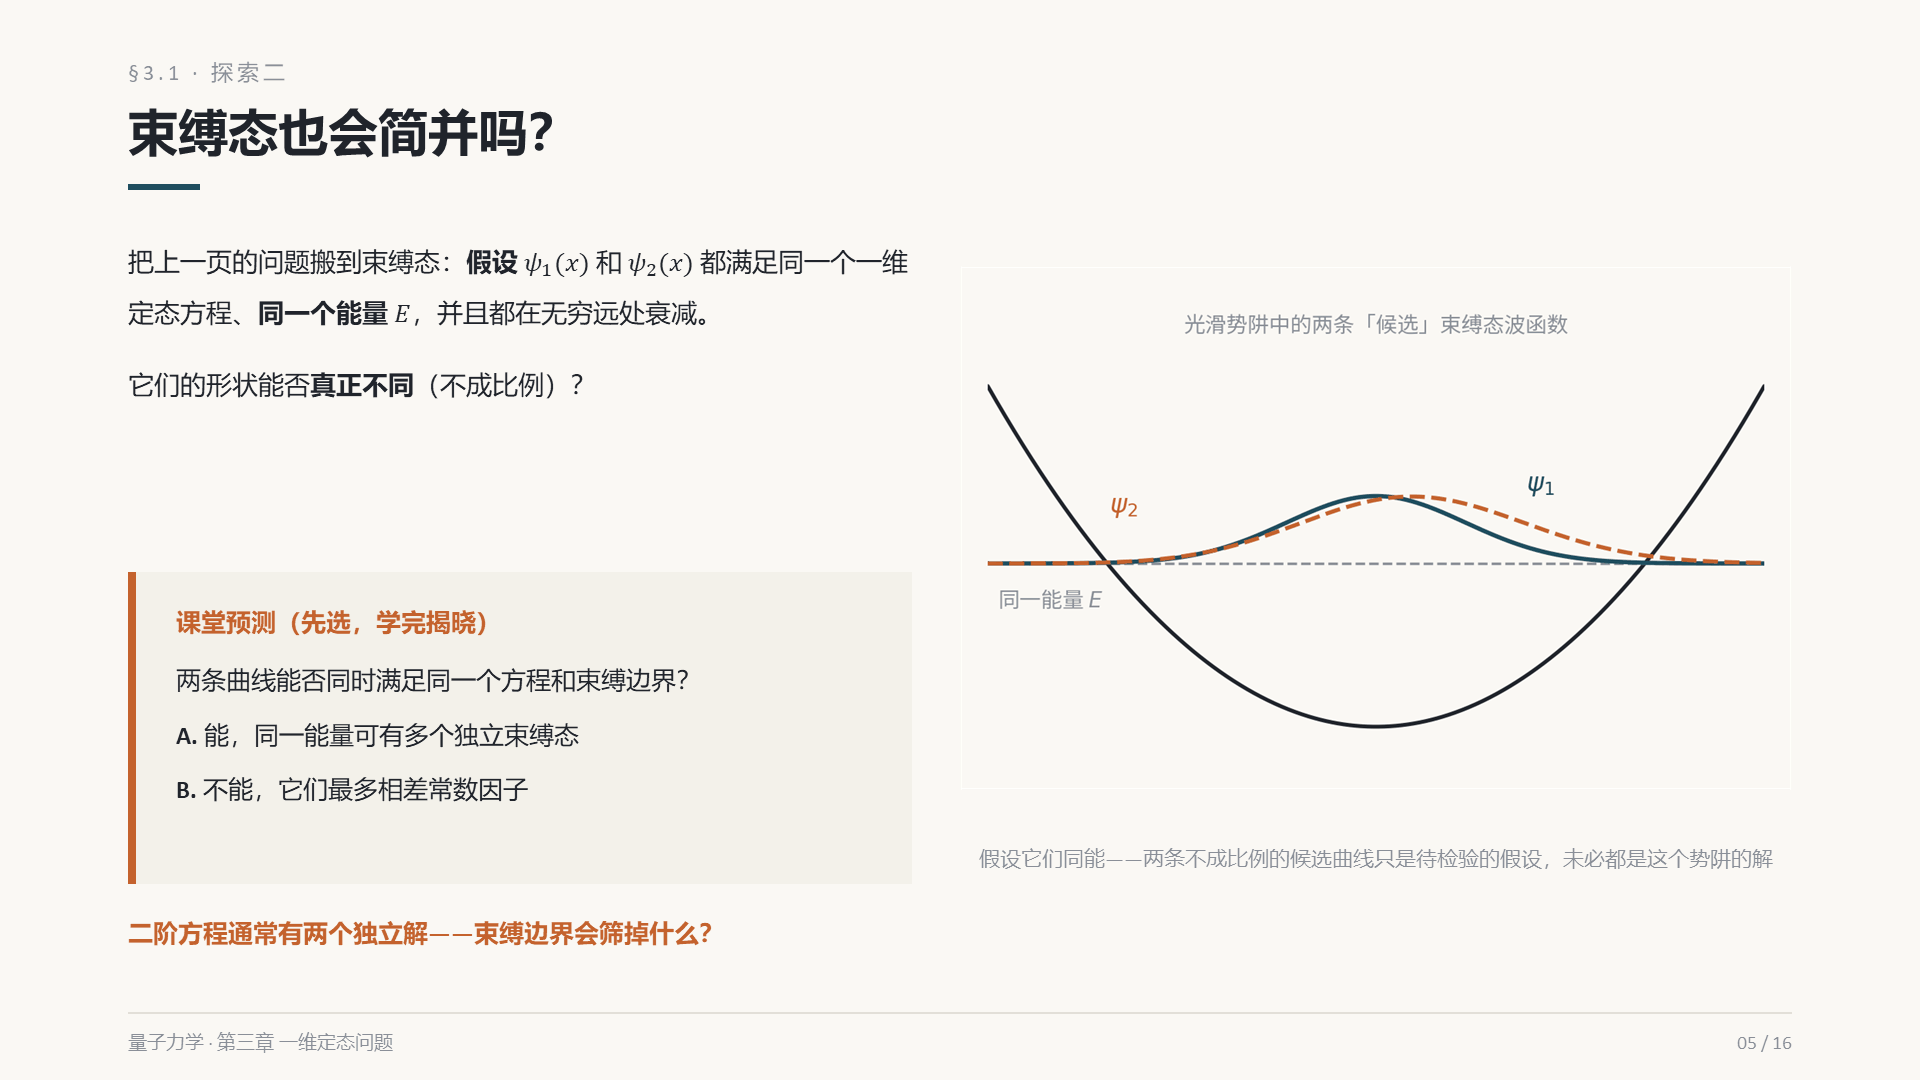 §3.1 · 探索二
束缚态也会简并吗？
把上一页的问题搬到束缚态：假设 ψ₁(x) 和 ψ₂(x) 都满足同一个一维
定态方程、同一个能量 E，并且都在无穷远处衰减。
它们的形状能否真正不同（不成比例）？
课堂预测（先选，学完揭晓）
两条曲线能否同时满足同一个方程和束缚边界？
A. 能，同一能量可有多个独立束缚态
B. 不能，它们最多相差常数因子
二阶方程通常有两个独立解——束缚边界会筛掉什么？
光滑势阱中的两条「候选」束缚态波函数
ψ₁
ψ₂
同一能量 E
假设它们同能——两条不成比例的候选曲线只是待检验的假设，未必都是这个势阱的解
量子力学 · 第三章 一维定态问题
05 / 16